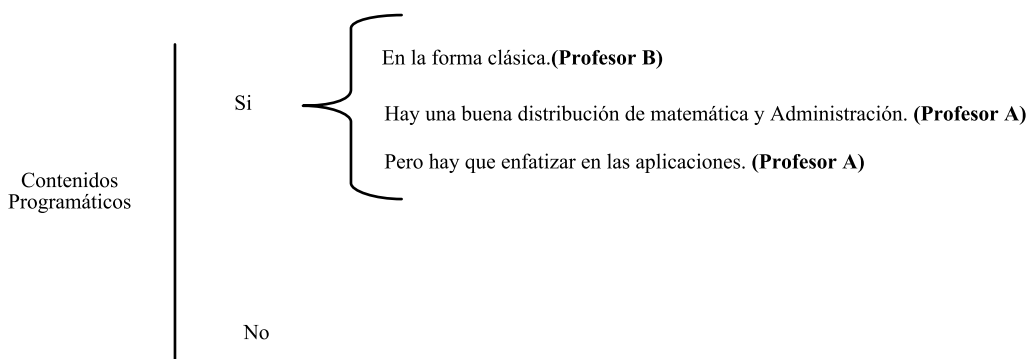 En la forma clásica.(Profesor B)
Si
Hay una buena distribución de matemática y Administración. (Profesor A)
Pero hay que enfatizar en las aplicaciones. (Profesor A)
Contenidos
Programáticos
No